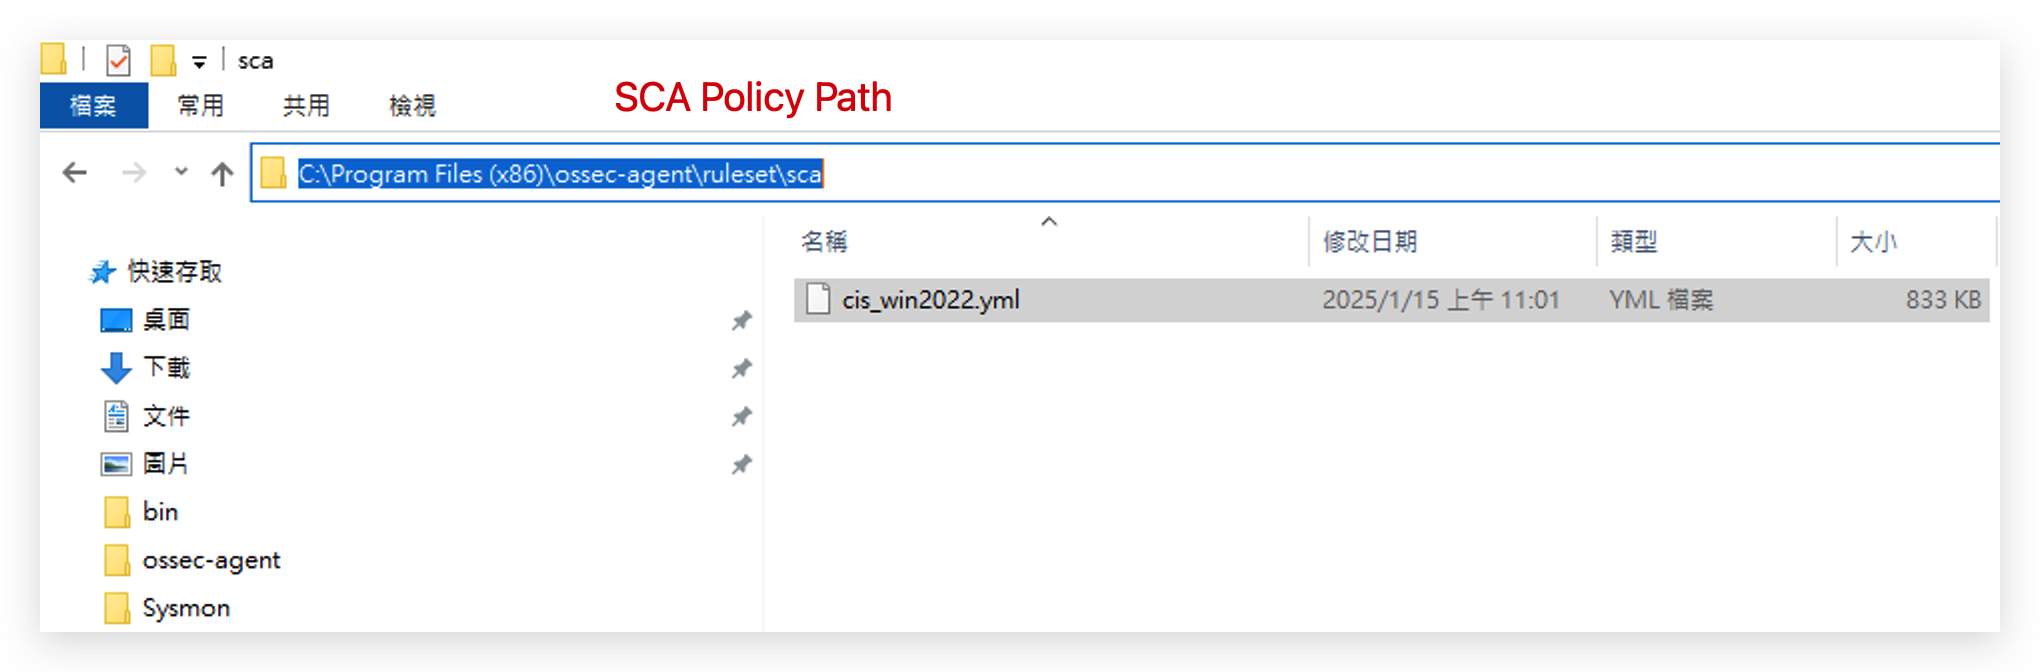 sca
檔案 常用 共用 檢視
SCA Policy Path
C:\Program Files (x86)\ossec-agent\ruleset\sca
名稱 修改日期 類型 大小
cis_win2022.yml 2025/1/15 上午 11:01 YML 檔案 833 KB
快速存取
桌面
下載
文件
圖片
bin
ossec-agent
Sysmon